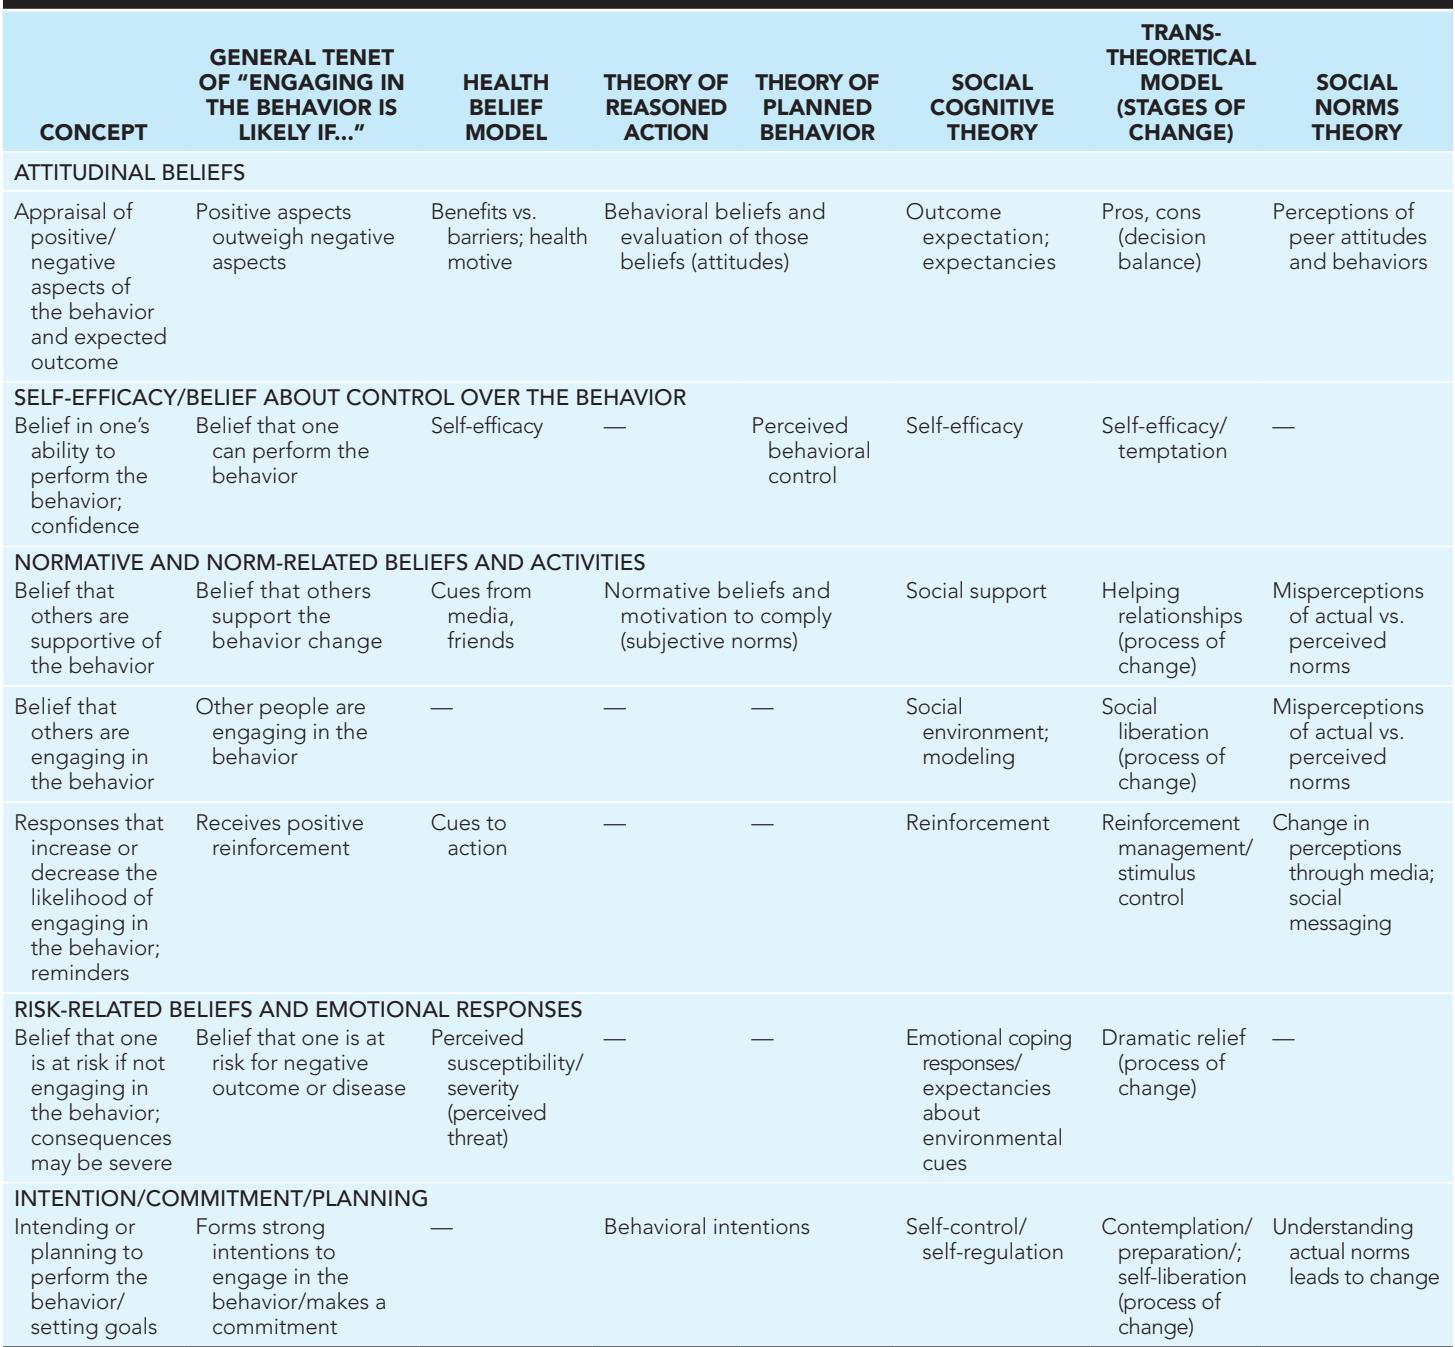 CONCEPT
GENERAL TENET
OF “ENGAGING IN
THE BEHAVIOR IS
LIKELY IF...”
HEALTH
BELIEF
MODEL
THEORY OF
REASONED
ACTION
THEORY OF
PLANNED
BEHAVIOR
SOCIAL
COGNITIVE
THEORY
TRANS-
THEORETICAL
MODEL
(STAGES OF
CHANGE)
SOCIAL
NORMS
THEORY
ATTITUDINAL BELIEFS
Appraisal of
positive/
negative
aspects of
the behavior
and expected
outcome
Positive aspects
outweigh negative
aspects
Benefits vs.
barriers; health
motive
Behavioral beliefs and
evaluation of those
beliefs (attitudes)
Outcome
expectation;
expectancies
Pros, cons
(decision
balance)
Perceptions of
peer attitudes
and behaviors
SELF-EFFICACY/BELIEF ABOUT CONTROL OVER THE BEHAVIOR
Belief in one’s
ability to
perform the
behavior;
confidence
Belief that one
can perform the
behavior
Self-efficacy
—
Perceived
behavioral
control
Self-efficacy
Self-efficacy/
temptation
—
NORMATIVE AND NORM-RELATED BELIEFS AND ACTIVITIES
Belief that
others are
supportive of
the behavior
Belief that others
support the
behavior change
Cues from
media,
friends
Normative beliefs and
motivation to comply
(subjective norms)
Social support
Helping
relationships
(process of
change)
Misperceptions
of actual vs.
perceived
norms
Belief that
others are
engaging in
the behavior
Other people are
engaging in the
behavior
—
—
—
Social
environment;
modeling
Social
liberation
(process of
change)
Misperceptions
of actual vs.
perceived
norms
Responses that
increase or
decrease the
likelihood of
engaging in
the behavior;
reminders
Receives positive
reinforcement
Cues to
action
—
—
Reinforcement
Reinforcement
management/
stimulus
control
Change in
perceptions
through media;
social
messaging
RISK-RELATED BELIEFS AND EMOTIONAL RESPONSES
Belief that one
is at risk if not
engaging in
the behavior;
consequences
may be severe
Belief that one is at
risk for negative
outcome or disease
Perceived
susceptibility/
severity
(perceived
threat)
—
—
Emotional coping
responses/
expectancies
about
environmental
cues
Dramatic relief
(process of
change)
—
INTENTION/COMMITMENT/PLANNING
Intending or
planning to
perform the
behavior/
setting goals
Forms strong
intentions to
engage in the
behavior/makes a
commitment
—
Behavioral intentions
Self-control/
self-regulation
Contemplation/
preparation/;
self-liberation
(process of
change)
Understanding
actual norms
leads to change